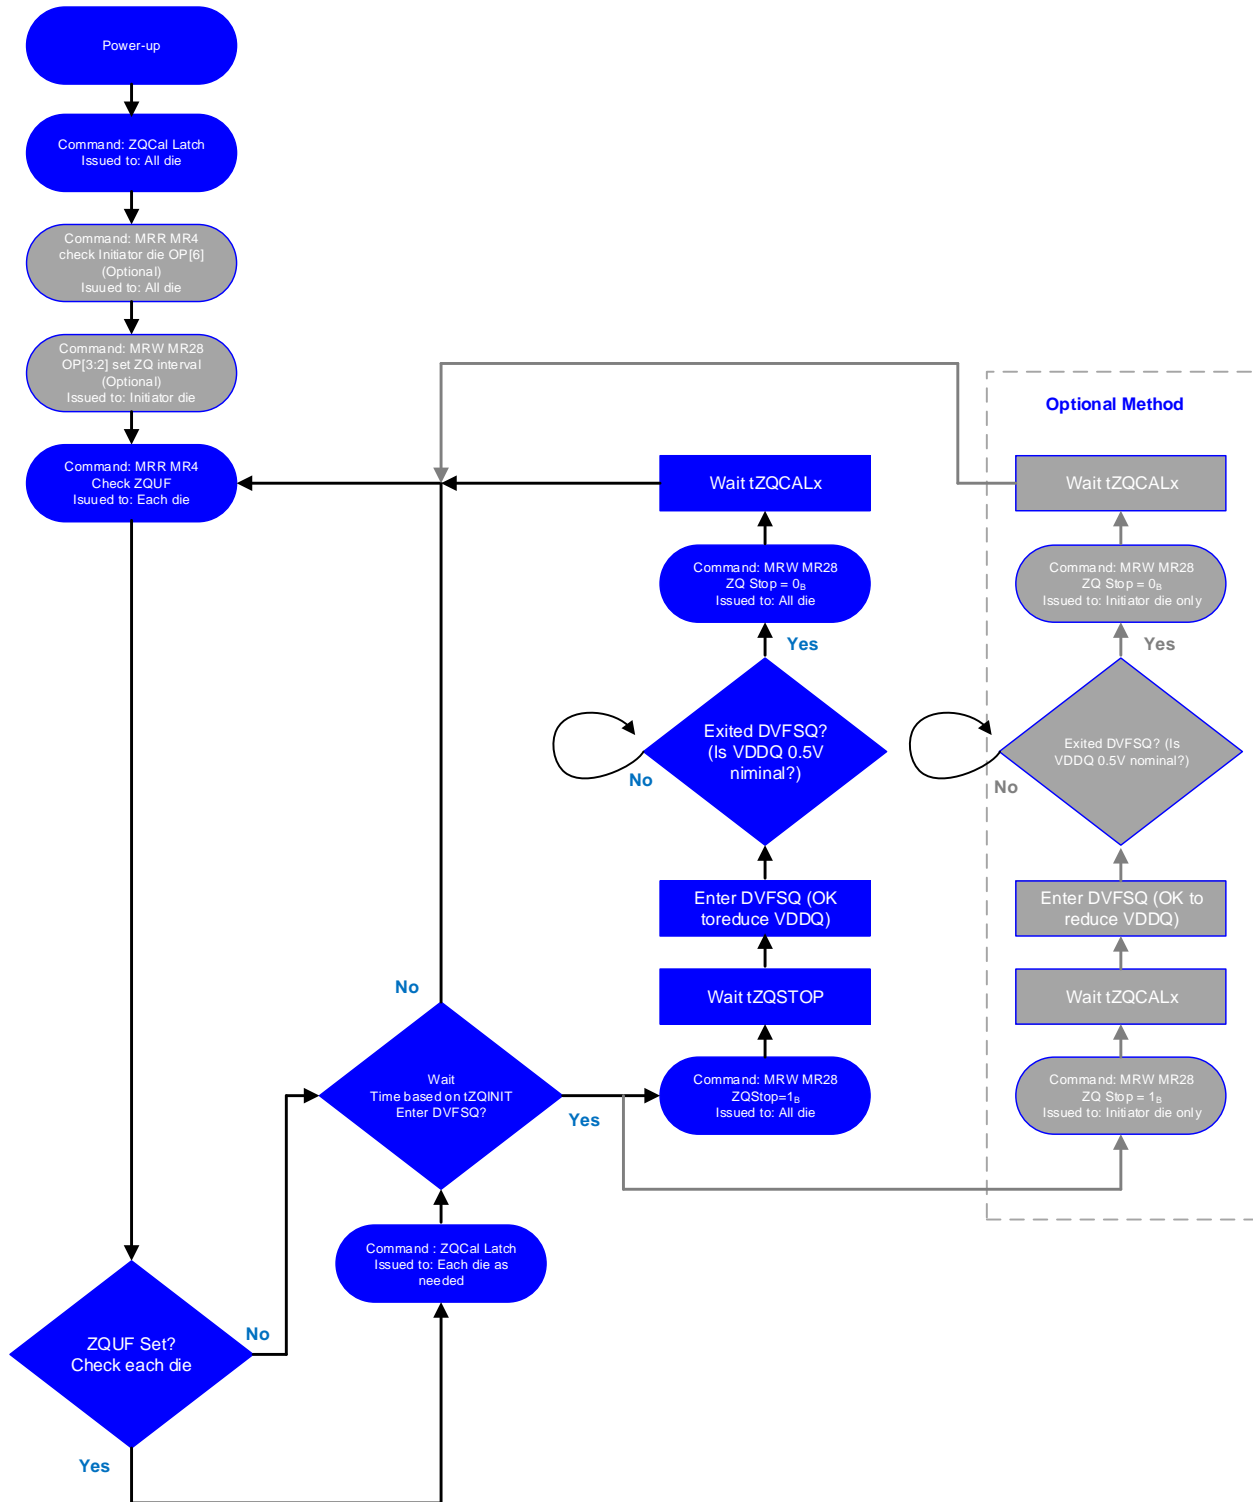 Power-up
Command: ZQCal Latch
Issued to: All die
Command: MRR MR4
check Initiator die OP[6]
(Optional)
Isuued to: All die
Command: MRW MR28
OP[3:2] set ZQ interval
(Optional)
Issued to: Initiator die
Command: MRR MR4
Check ZQUF
Isuued to: Each die
ZQUF Set?
Check each die
No
Yes
Command : ZQCal Latch
Issued to: Each die as
needed
Wait
Time based on tZQINIT
Enter DVFSQ?
No
Yes
Command: MRW MR28
ZQStop=1B
Issued to: All die
Wait tZQSTOP
Enter DVFSQ (OK
toreduce VDDQ)
Exited DVFSQ?
(Is VDDQ 0.5V
niminal?)
No
Yes
Command: MRW MR28
ZQ Stop = 0B
Issued to: All die
Wait tZQCALx
Optional Method
Wait tZQCALx
Command: MRW MR28
ZQ Stop = 0B
Issued to: Initiator die only
Yes
Exited DVFSQ? (Is
VDDQ 0.5V nominal?)
No
Enter DVFSQ (OK to
reduce VDDQ)
Wait tZQCALx
Command: MRW MR28
ZQ Stop = 1B
Issued to: Initiator die only